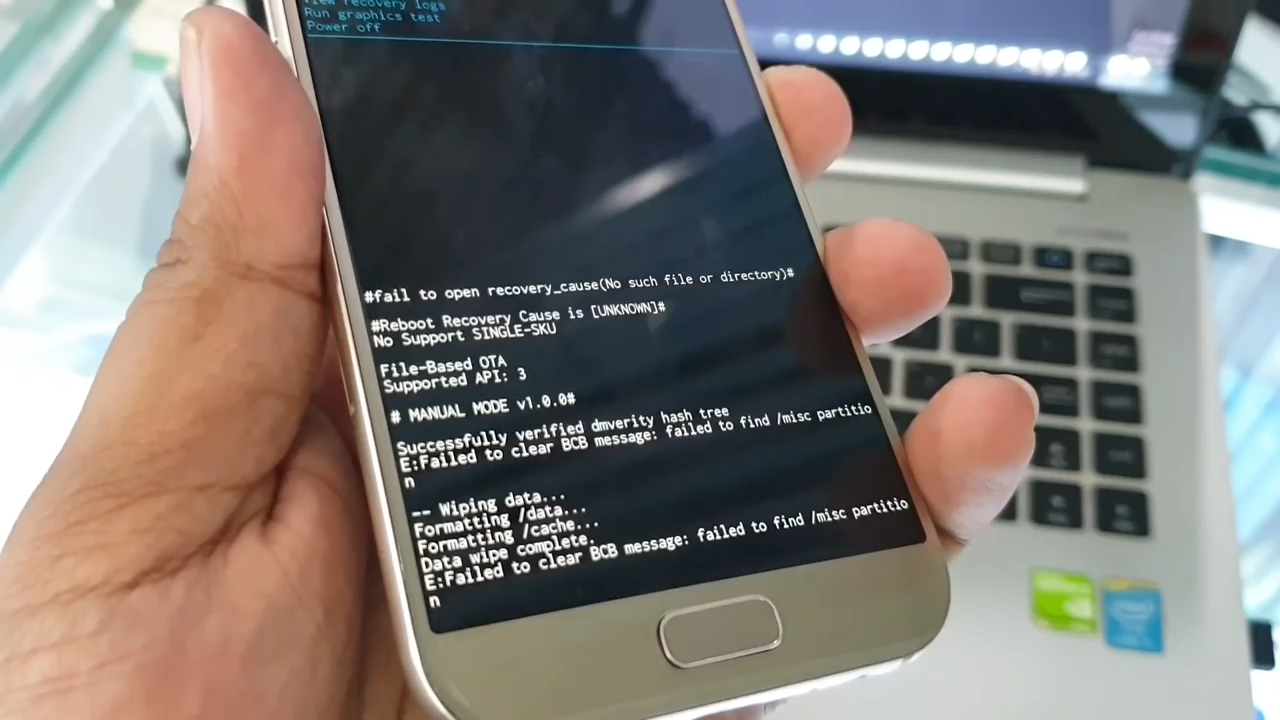 View recovery logs
Run graphics test
Power off
#fail to open recovery_cause(No such file or directory)#
#Reboot Recovery Cause is [UNKNOWN]#
No Support SINGLE-SKU
File-Based OTA
Supported API: 3
# MANUAL MODE v1.0.0#
Successfully verified dmverity hash tree
E:Failed to clear BCB message: failed to find /misc partitio
n
-- Wiping data...
Formatting /data...
Formatting /cache...
Data wipe complete.
E:Failed to clear BCB message: failed to find /misc partitio
n